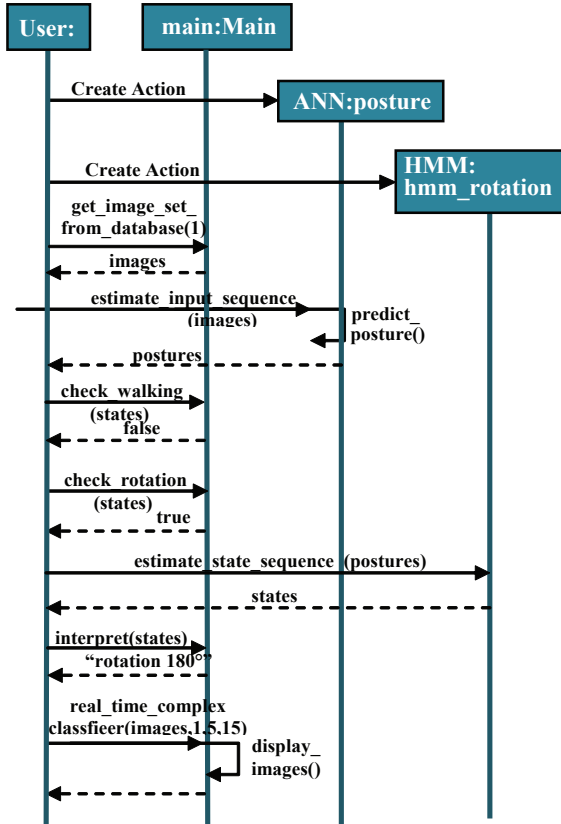 User:
main:Main
Create Action
ANN:posture
Create Action
HMM:
hmm_rotation
get_image_set_
from_database(1)
images
estimate_input_sequence
(images)
predict_
posture()
postures
check_walking
(states)
false
check_rotation
(states)
true
estimate_state_sequence (postures)
states
interpret(states)
“rotation 180°”
real_time_complex
classfieer(images,1,5,15)
display_
images()